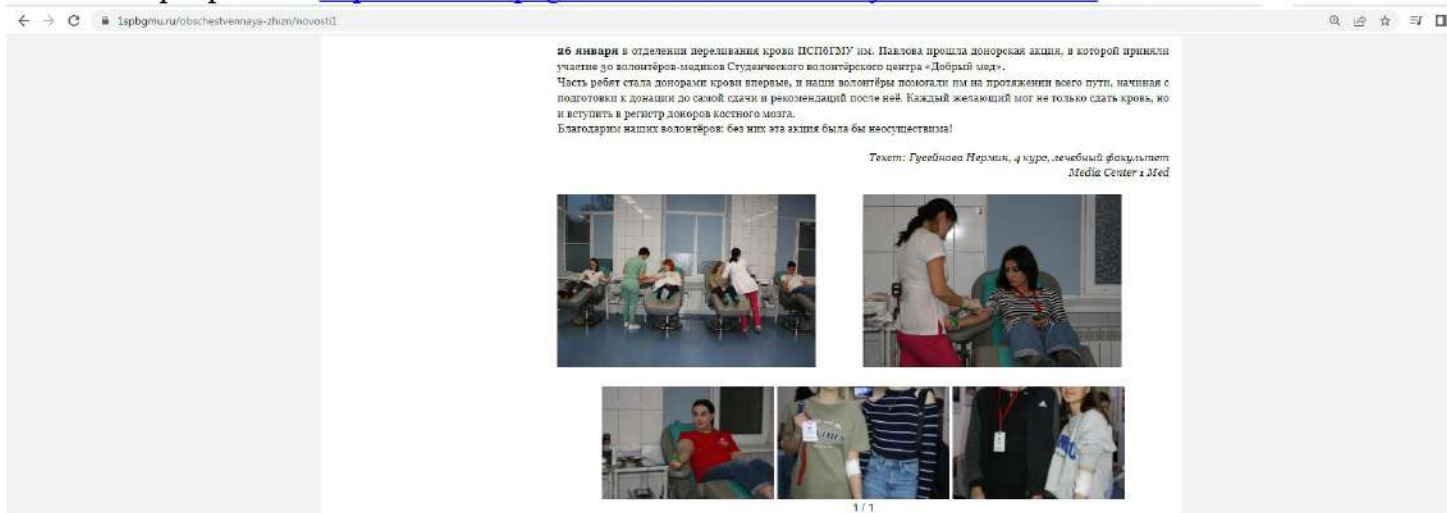 1spbgmu.ru/obschestvennaya-zhizn/novosti1
26 января в отделении переливания крови ПСПбГМУ им. Павлова прошла донорская акция, в которой приняли
участие 30 волонтёров-медиков Студенческого волонтёрского центра «Добрый мед».
Часть ребят стала донорами крови впервые, и наши волонтёры помогали им на протяжении всего пути, начиная с
подготовки к донации до самой сдачи и рекомендаций после неё. Каждый желающий мог не только сдать кровь, но
и вступить в регистр доноров костного мозга.
Благодарим наших волонтёров: без них эта акция была бы неосуществима!
Текст: Гусейнова Нермин, 4 курс, лечебный факультет
Media Center 1 Med
1 / 1